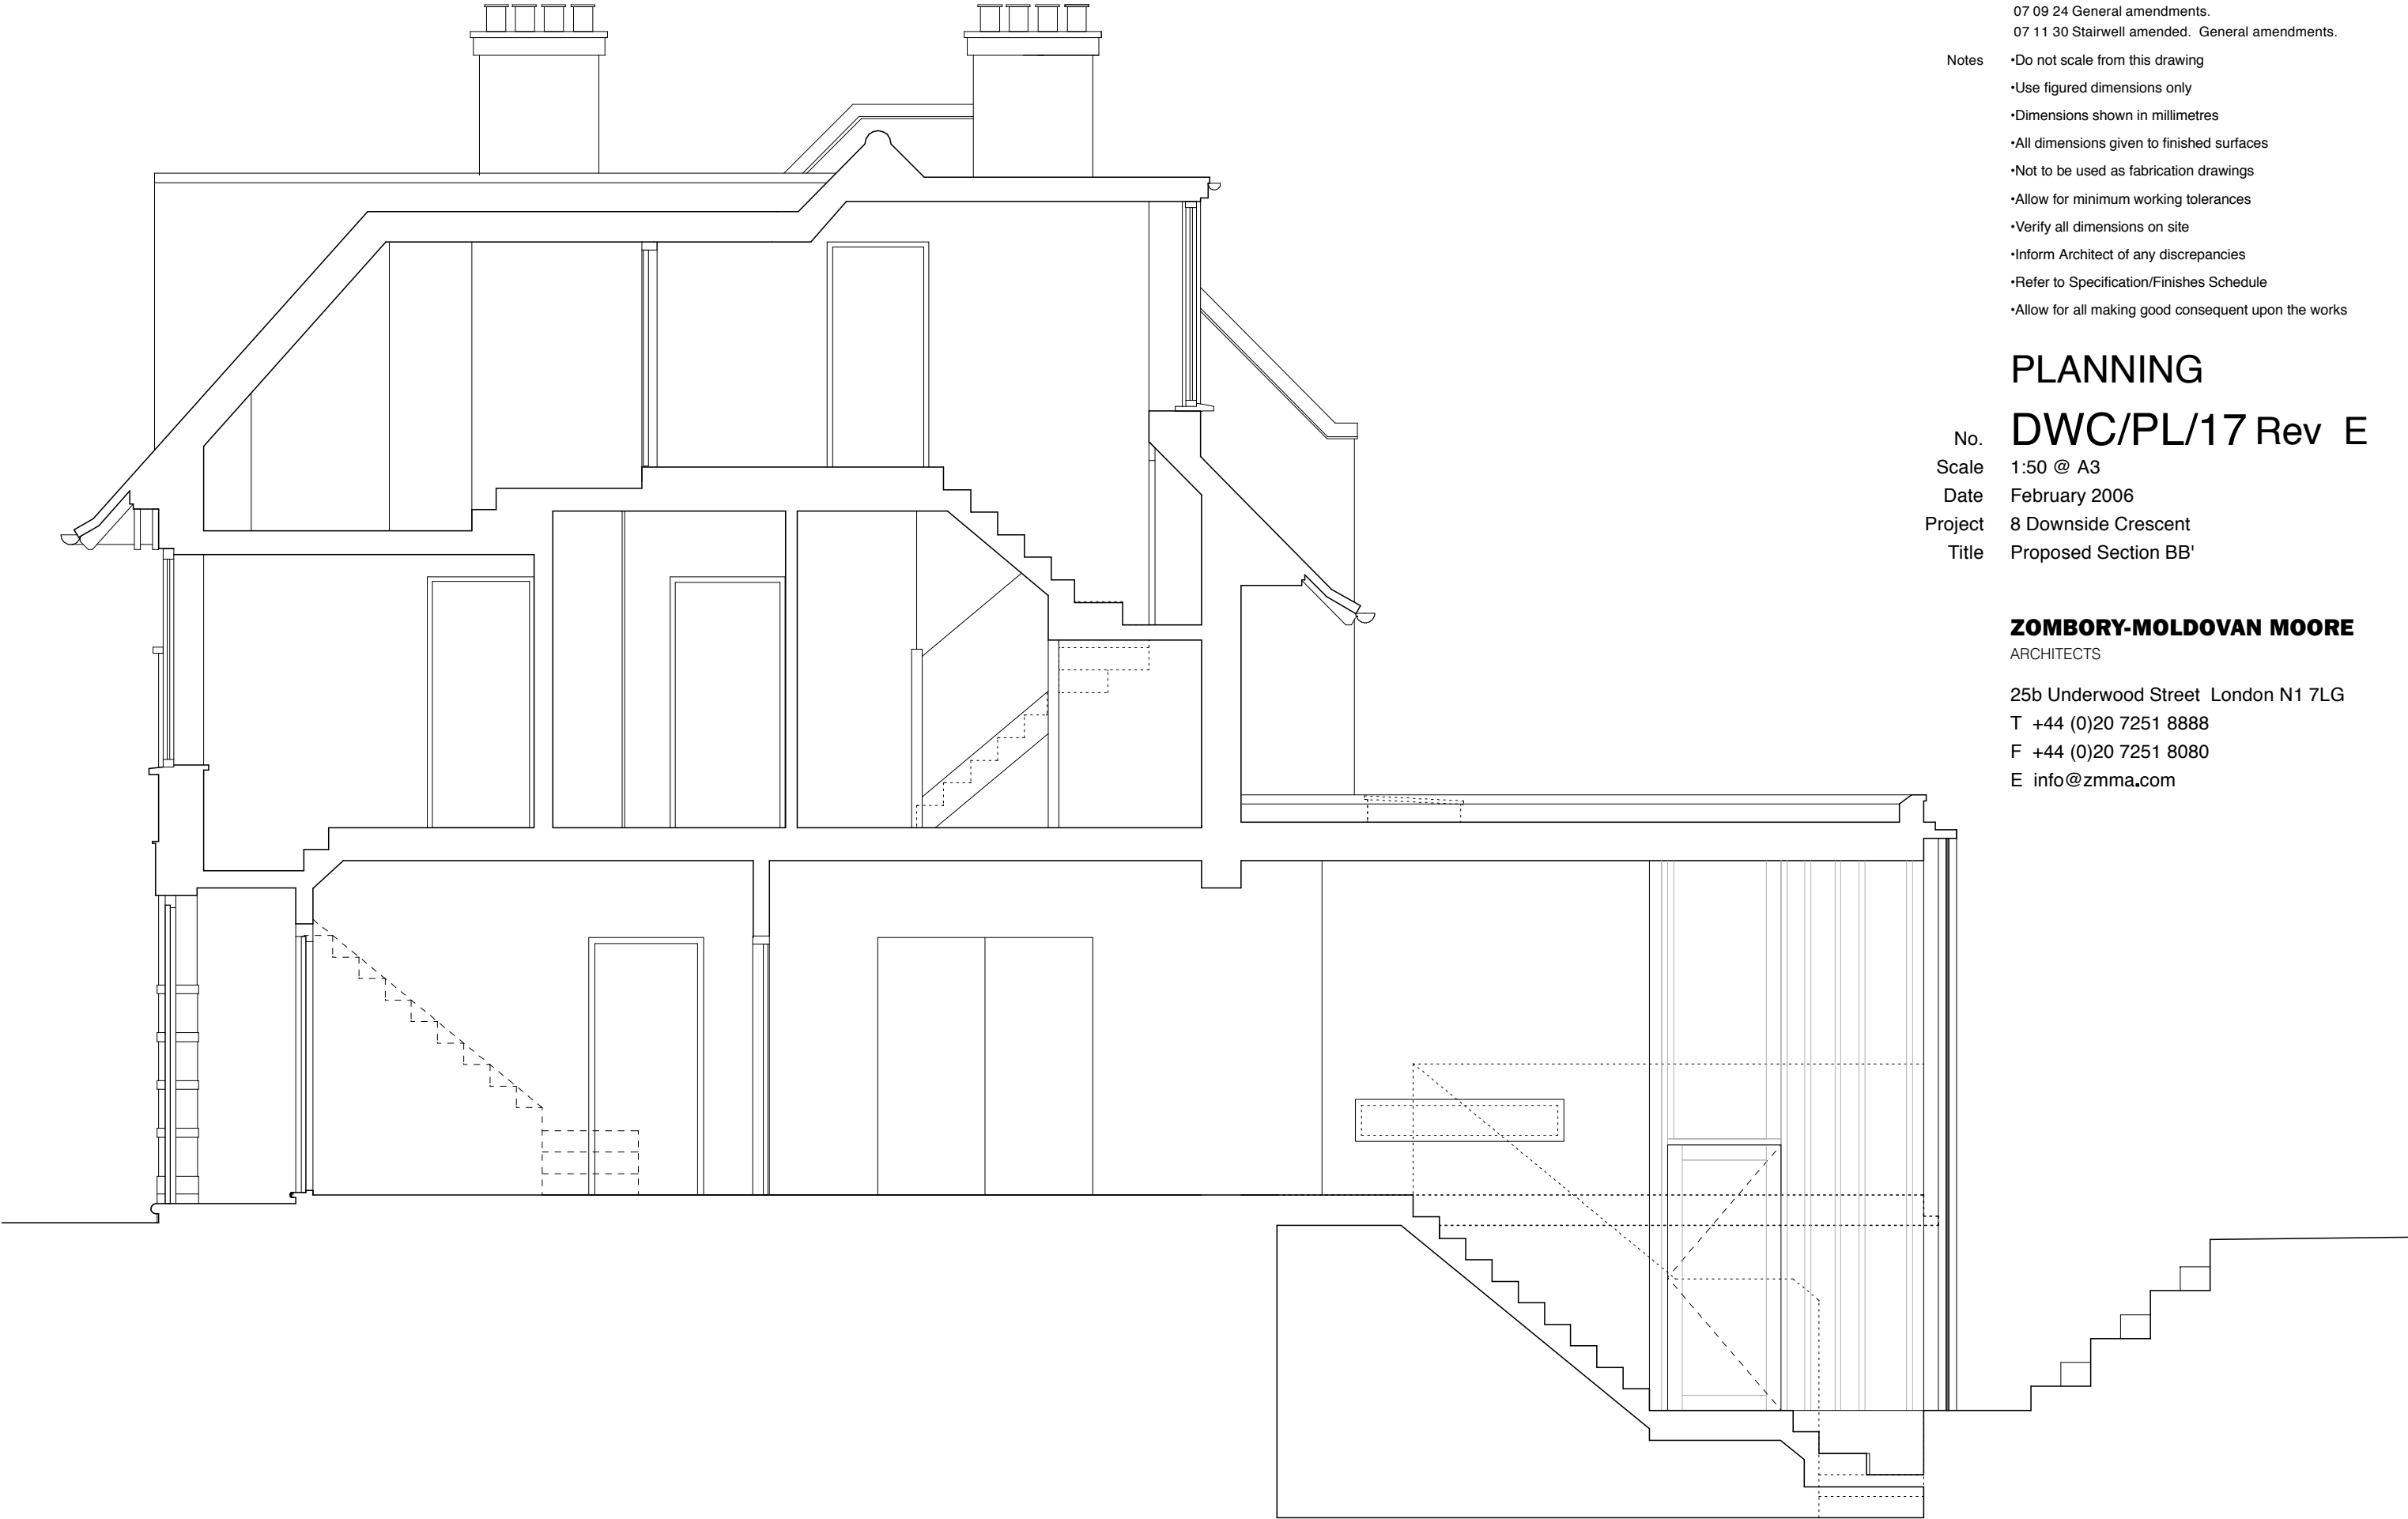 07 09 24 General amendments.
07 11 30 Stairwell amended.  General amendments.
Notes •Do not scale from this drawing
•Use figured dimensions only
•Dimensions shown in millimetres
•All dimensions given to finished surfaces
•Not to be used as fabrication drawings
•Allow for minimum working tolerances
•Verify all dimensions on site
•Inform Architect of any discrepancies
•Refer to Specification/Finishes Schedule
•Allow for all making good consequent upon the works
PLANNING
No. DWC/PL/17 Rev E
Scale 1:50 @ A3
Date February 2006
Project 8 Downside Crescent
Title Proposed Section BB'
ZOMBORY-MOLDOVAN MOORE
ARCHITECTS
25b Underwood Street  London N1 7LG
T +44 (0)20 7251 8888
F +44 (0)20 7251 8080
E info@zmma.com